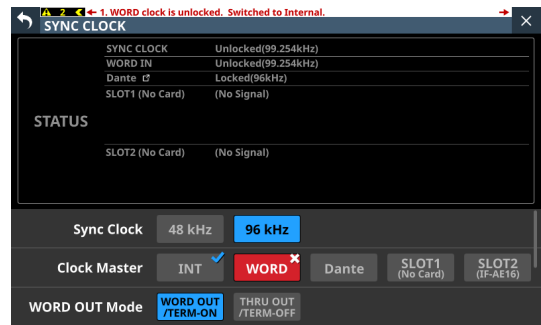 2 1. WORD clock is unlocked. Switched to Internal.
SYNC CLOCK
SYNC CLOCK Unlocked(99.254kHz)
WORD IN Unlocked(99.254kHz)
Dante Locked(96kHz)
SLOT1 (No Card) (No Signal)
STATUS
SLOT2 (No Card) (No Signal)
Sync Clock 48 kHz 96 kHz
Clock Master INT WORD Dante SLOT1 (No Card) SLOT2 (IF-AE16)
WORD OUT Mode WORD OUT /TERM-ON THRU OUT /TERM-OFF